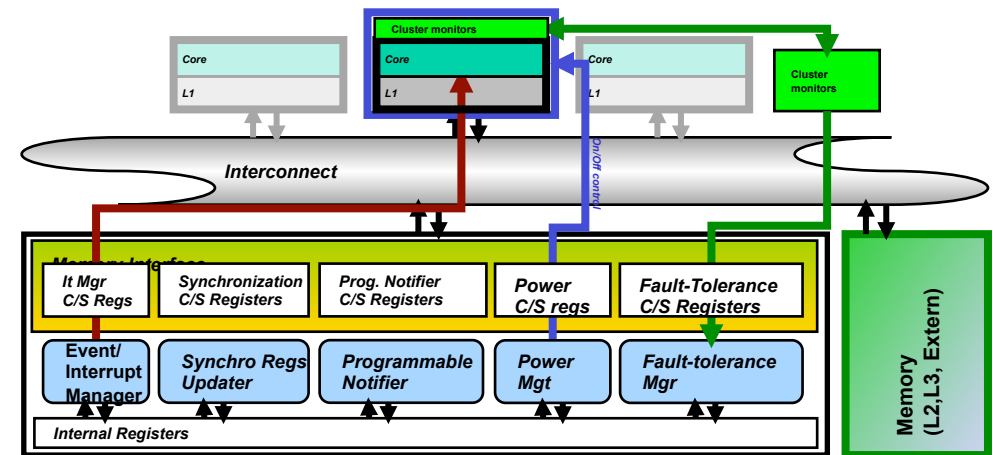 Cluster monitors
Core
Core
Core
L1
L1
L1
Cluster
monitors
On/Off control
Interconnect
Memory Interface
It Mgr
C/S Regs
Synchronization
C/S Registers
Prog. Notifier
C/S Registers
Power
C/S regs
Fault-Tolerance
C/S Registers
Event/
Interrupt
Manager
Synchro Regs
Updater
Programmable
Notifier
Power
Mgt
Fault-tolerance
Mgr
Internal Registers
Memory
(L2,L3, Extern)